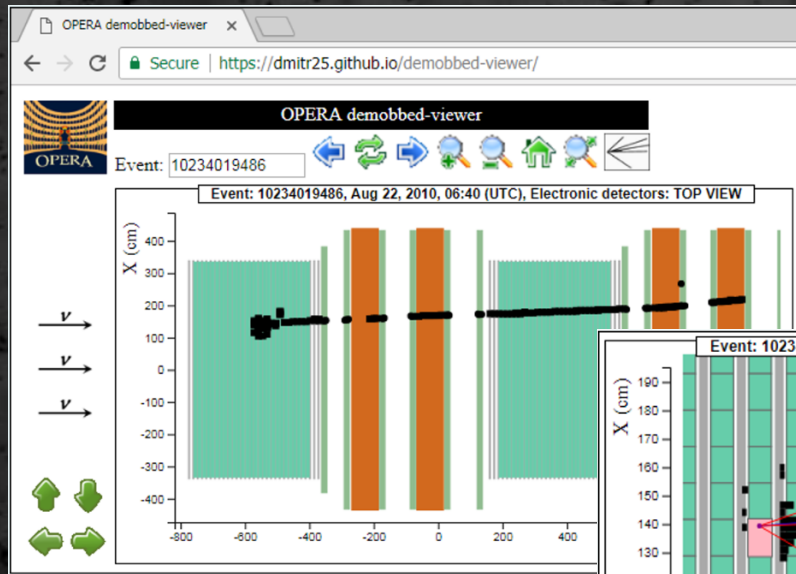 OPERA demobbed-viewer ×
Secure | https://dmitr25.github.io/demobbed-viewer/
OPERA
OPERA demobbed-viewer
Event: 10234019486
Event: 10234019486, Aug 22, 2010, 06:40 (UTC), Electronic detectors: TOP VIEW
X (cm)
400
300
200
100
0
-100
-200
-300
-400
-800
-600
-400
-200
0
200
400
ν
ν
ν
Event: 1023
X (cm)
190
180
170
160
150
140
130